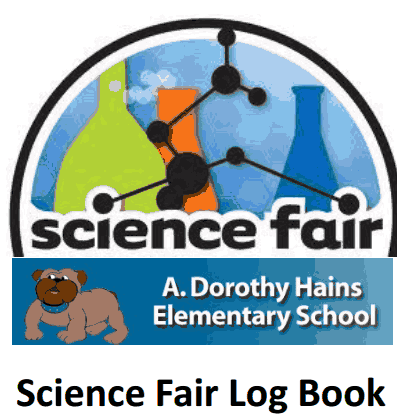 science fair
A. Dorothy Hains
Elementary School
Science Fair Log Book